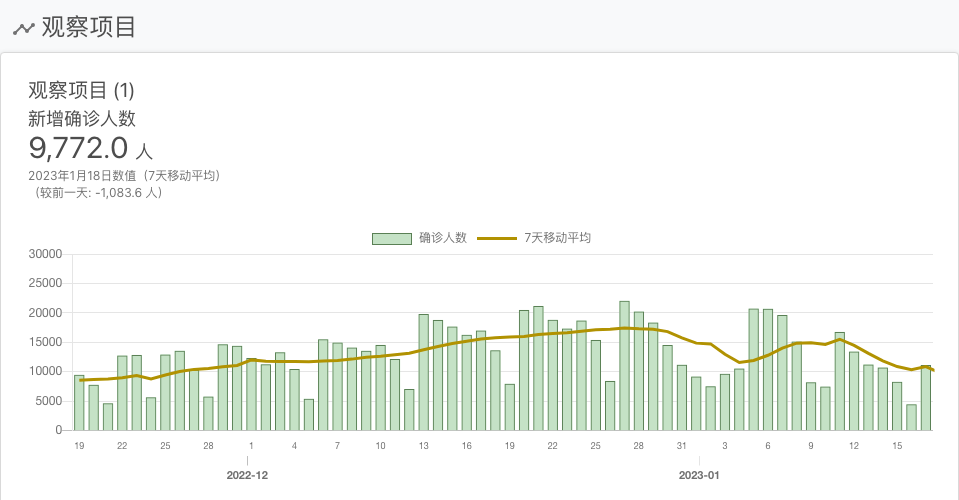 观察项目
观察项目 (1)
新增确诊人数
9,772.0 人
2023年1月18日数值（7天移动平均）
（较前一天: -1,083.6 人）
确诊人数 7天移动平均
30000
25000
20000
15000
10000
5000
0
19 22 25 28 1 4 7 10 13 16 19 22 25 28 31 3 6 9 12 15
2022-12 2023-01